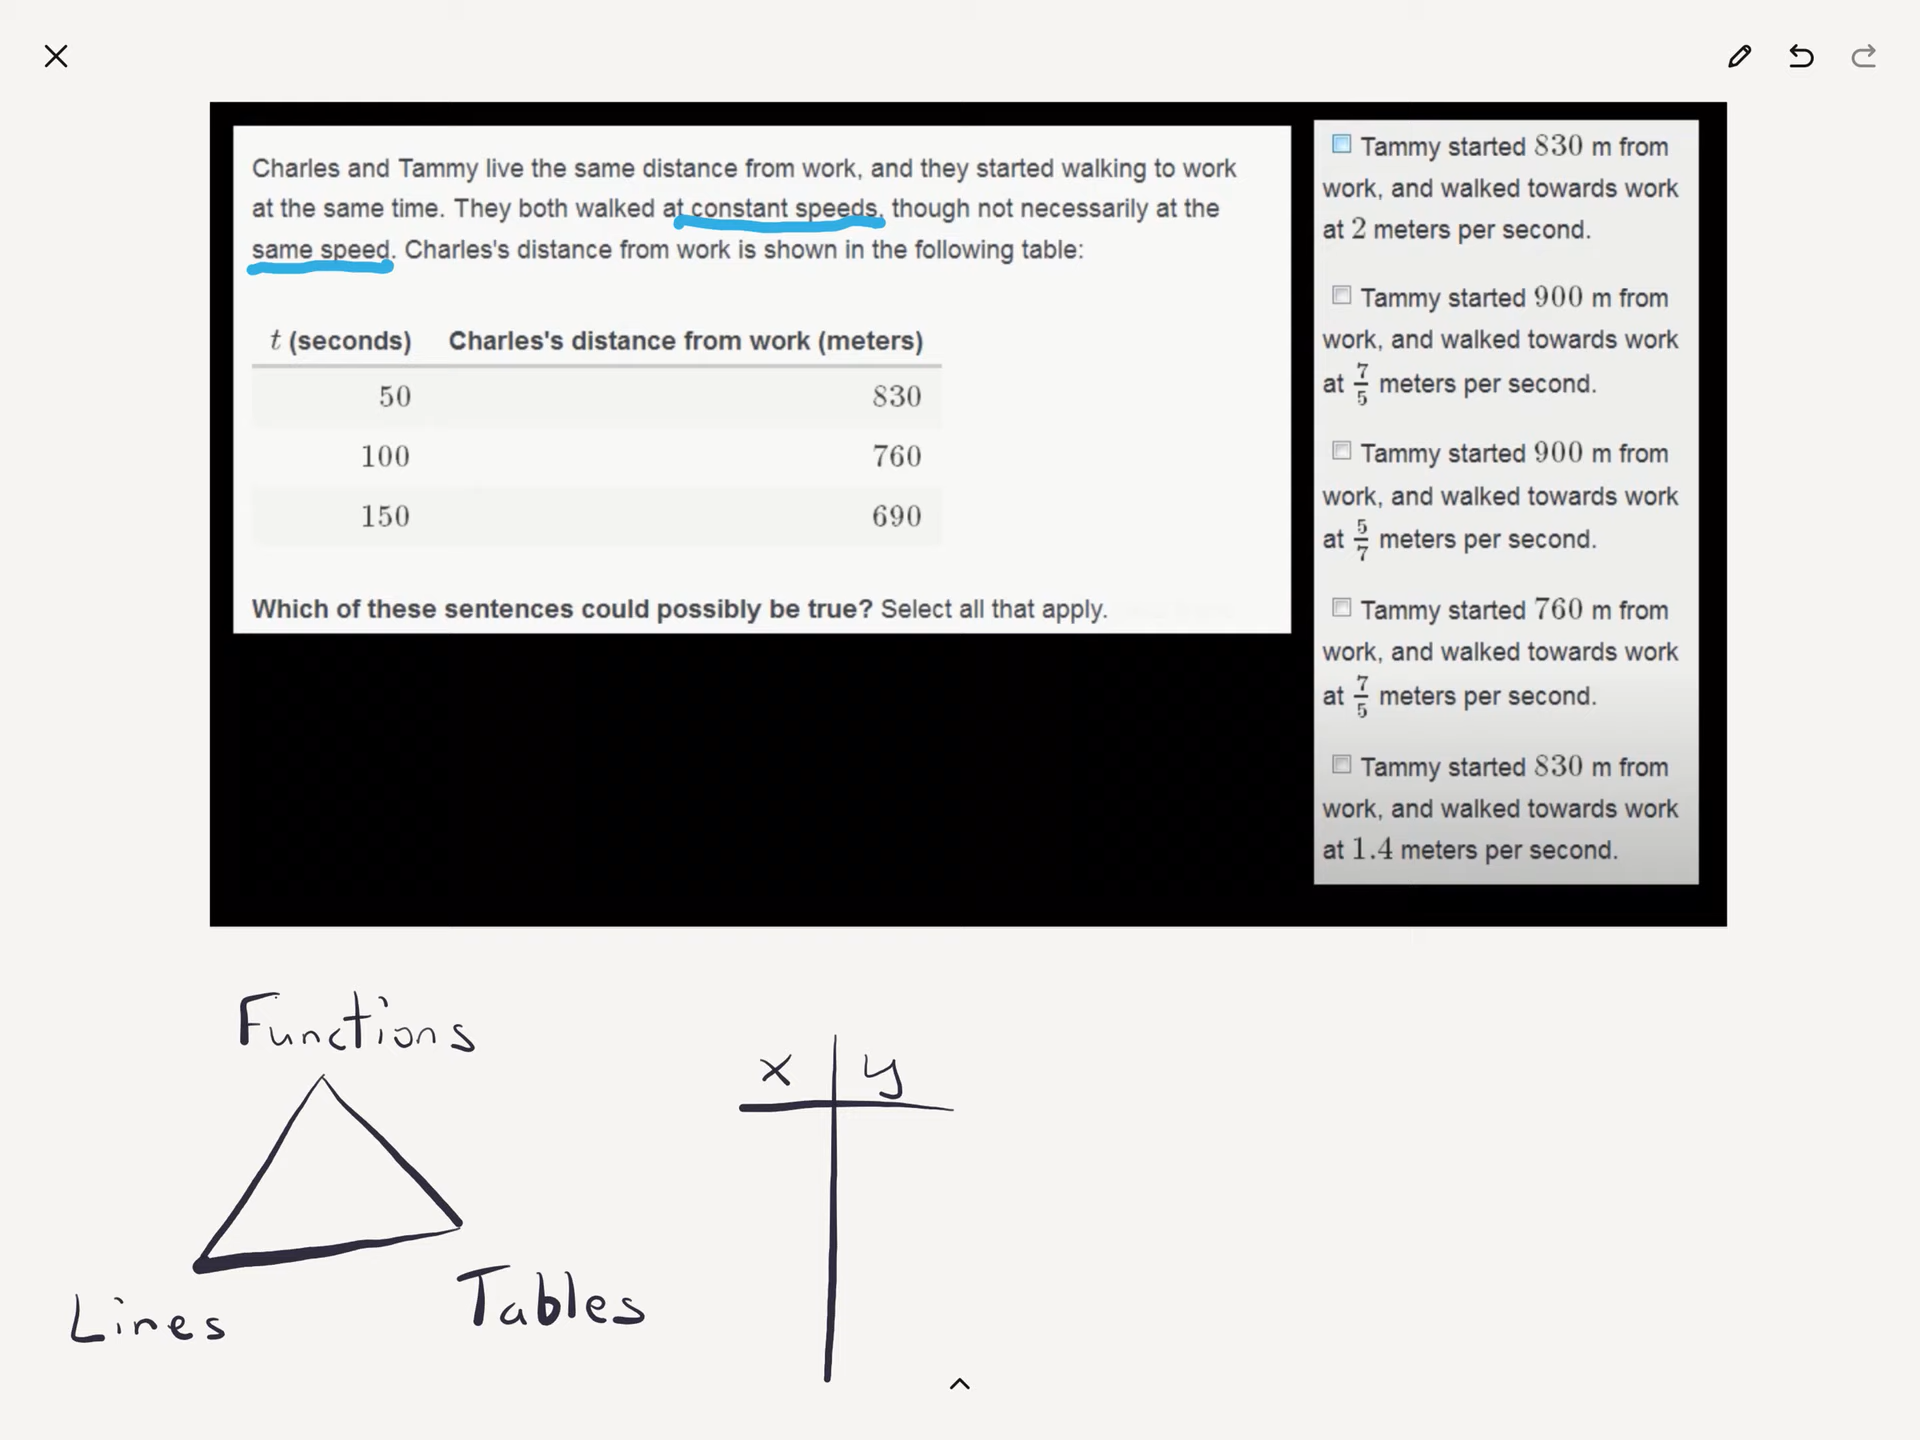 Charles and Tammy live the same distance from work, and they started walking to work
at the same time. They both walked at constant speeds, though not necessarily at the
same speed. Charles's distance from work is shown in the following table:
t (seconds) Charles's distance from work (meters)
50 830
100 760
150 690
Which of these sentences could possibly be true? Select all that apply.
Tammy started 830 m from
work, and walked towards work
at 2 meters per second.
Tammy started 900 m from
work, and walked towards work
at 7/5 meters per second.
Tammy started 900 m from
work, and walked towards work
at 5/7 meters per second.
Tammy started 760 m from
work, and walked towards work
at 7/5 meters per second.
Tammy started 830 m from
work, and walked towards work
at 1.4 meters per second.
Functions
Lines
Tables
x y